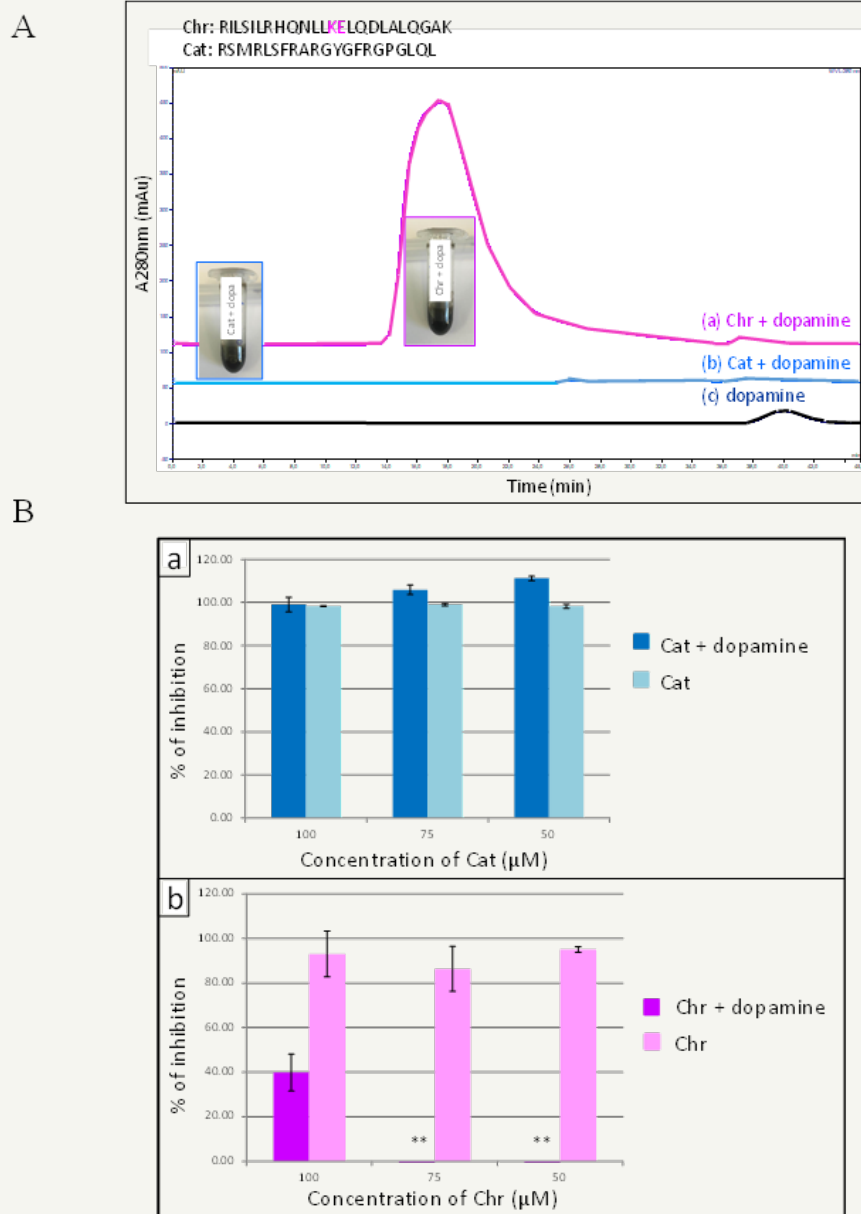 A
Chr: RILSILRHQNLLKELQDLALQGAK
Cat: RSMRLSFRARGYGFRGPGLQL
A280nm (mAu)
Cat + dopa
Chr + dopa
(a) Chr + dopamine
(b) Cat + dopamine
(c) dopamine
Time (min)
B
a
% of inhibition
120.00
100.00
80.00
60.00
40.00
20.00
0.00
100 75 50
Concentration of Cat (µM)
Cat + dopamine
Cat
b
% of inhibition
120.00
100.00
80.00
60.00
40.00
20.00
0.00
** **
100 75 50
Concentration of Chr (µM)
Chr + dopamine
Chr